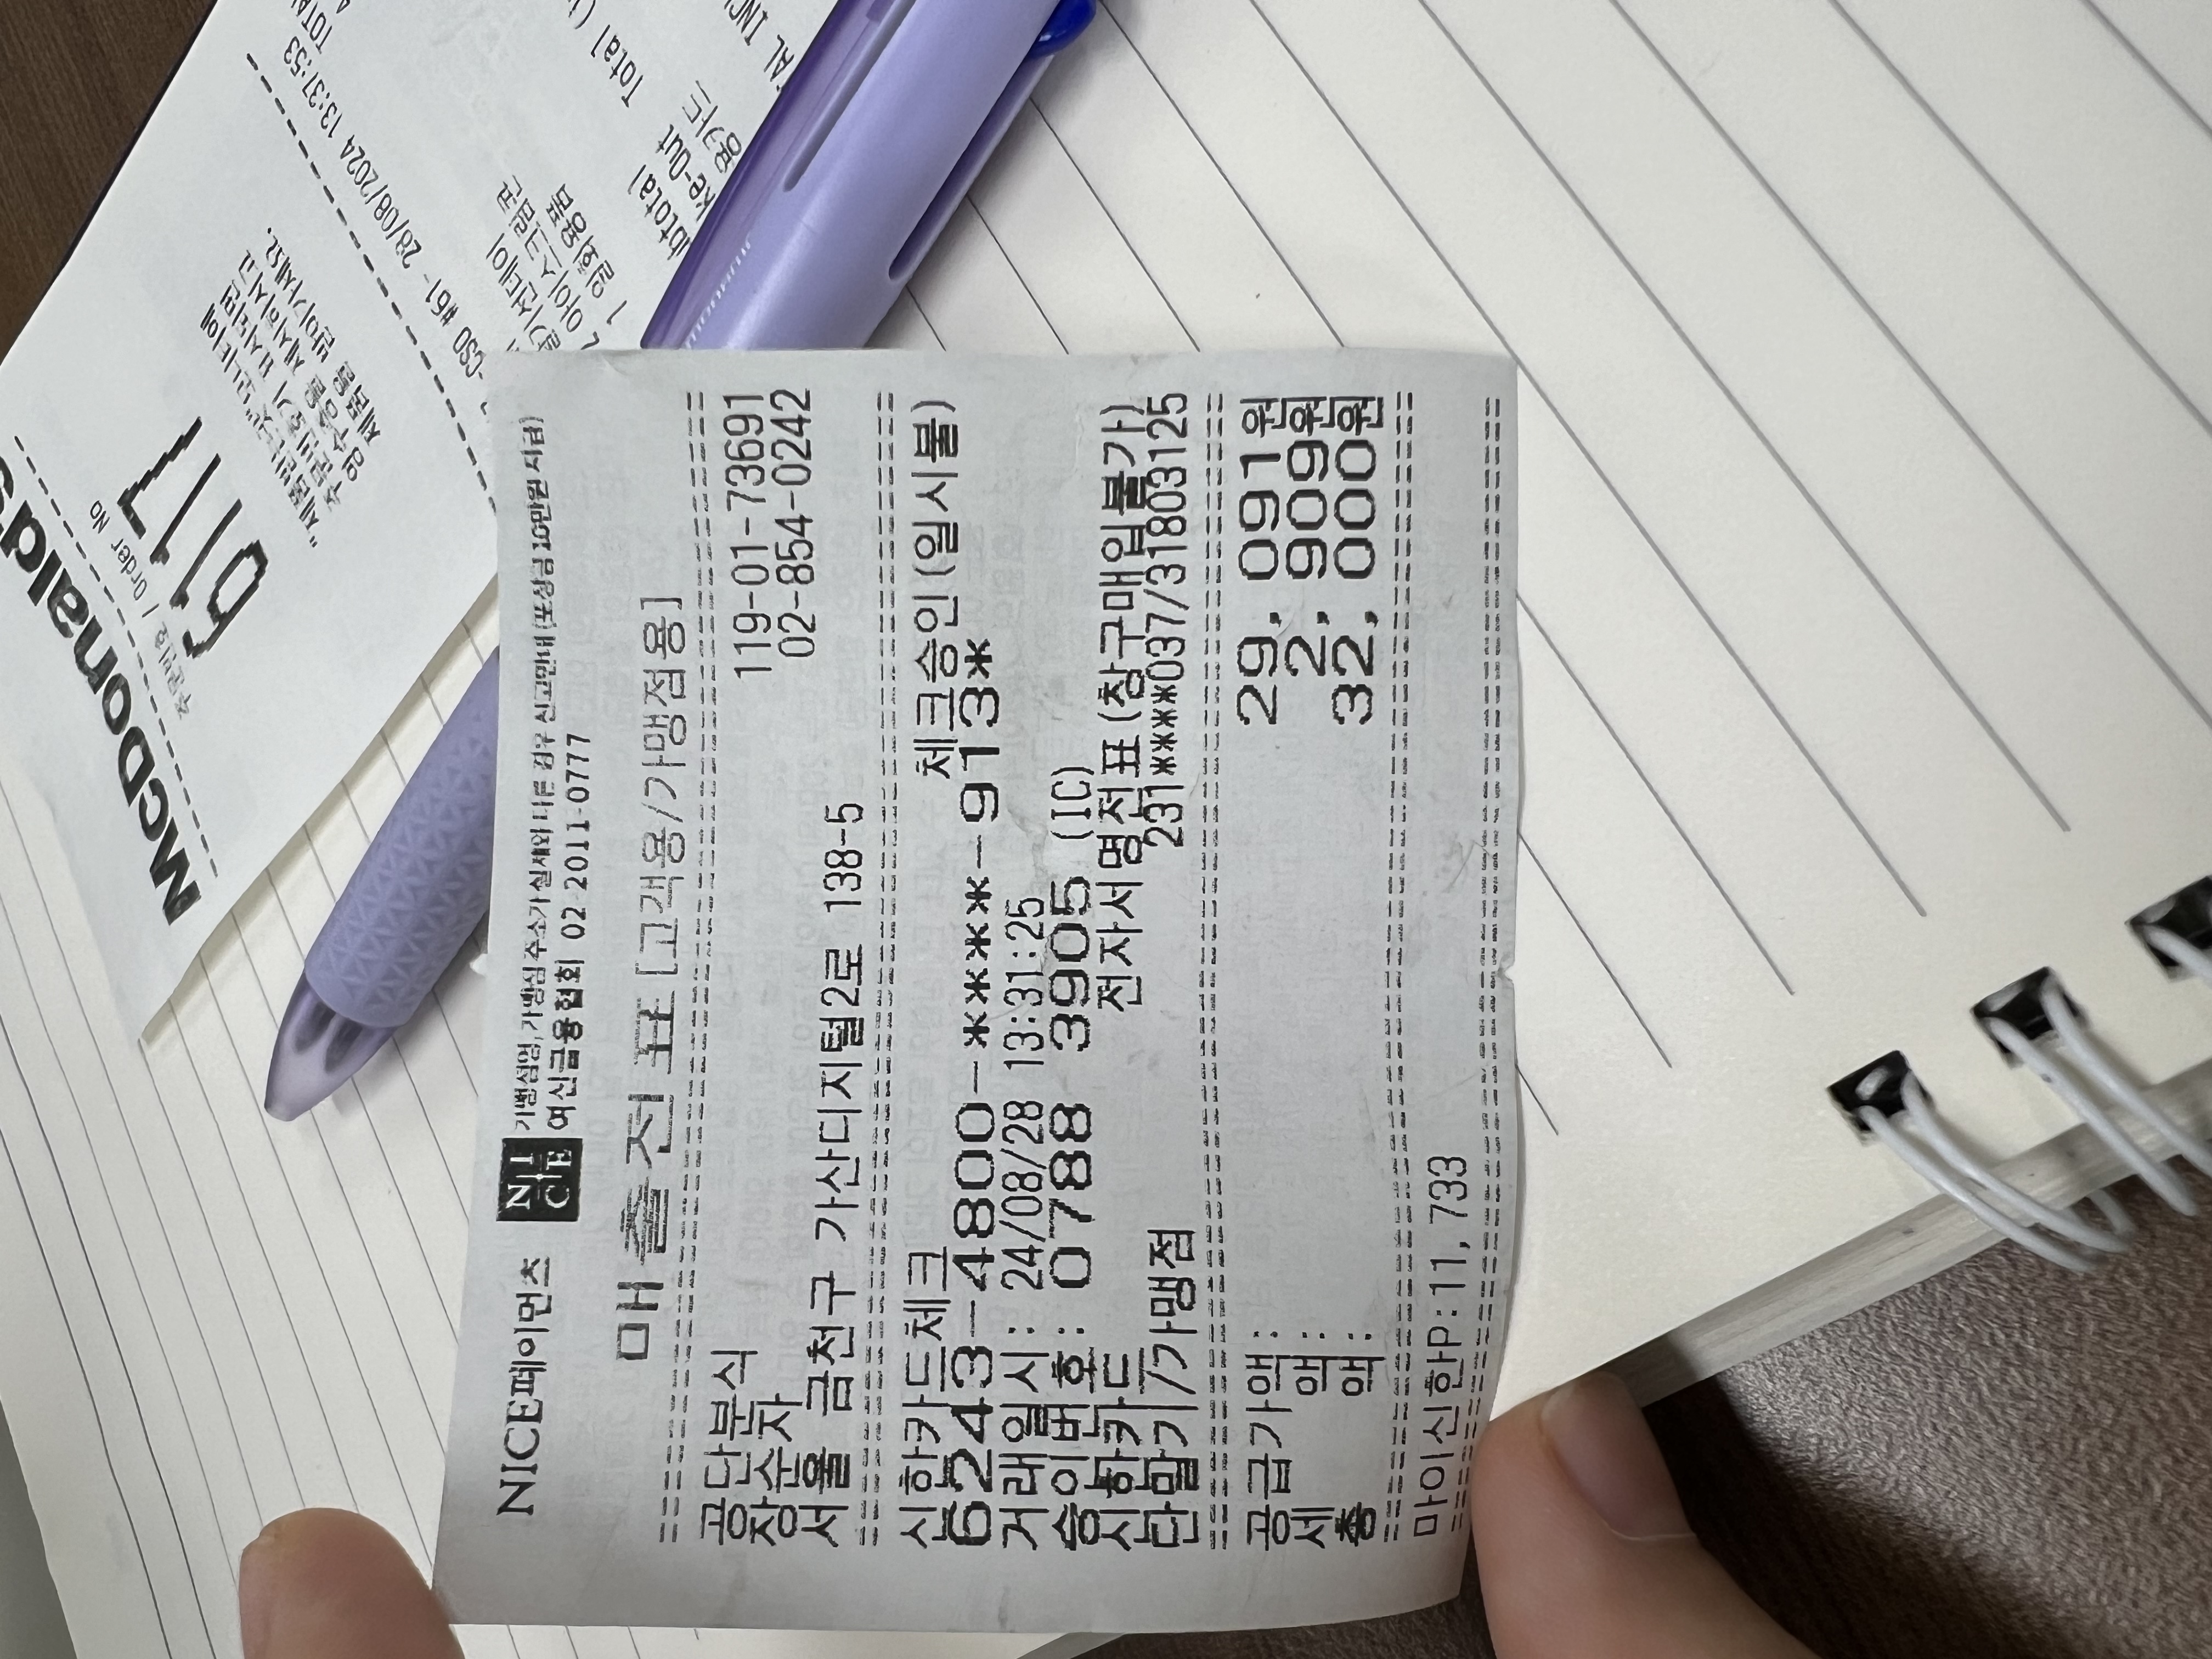 McDonald's
주문번호 / Order No
6117
"제품받는곳" 모니터에
주문번호가 표시되면
영수증을 제시하시고
제품을 받아가세요.
-CSO #61- 28/08/2024 13:37:53
딸기선데이
2 아이스크림콘
1 일회용품
Total
NICE페이먼츠
NICE
가맹점명, 가맹점 주소가 실제와 다른 경우 신고안내 (포상금 10만원 지급)
여신금융협회 02-2011-0777
매출전표 [고객용/가맹점용]
공단분식 119-01-73691
장순자 02-854-0242
서울 금천구 가산디지털2로 138-5
신한카드체크 체크승인(일시불)
6243-4800-****-913*
거래일시: 24/08/28 13:31:25
승인번호: 0788 3905 (IC)
신한카드 전자서명전표(창구매입불가)
단말기/가맹점 231****037/31803125
공급가액: 29,091원
세 액: 2,909원
총 액: 32,000원
마이신한P:11,733